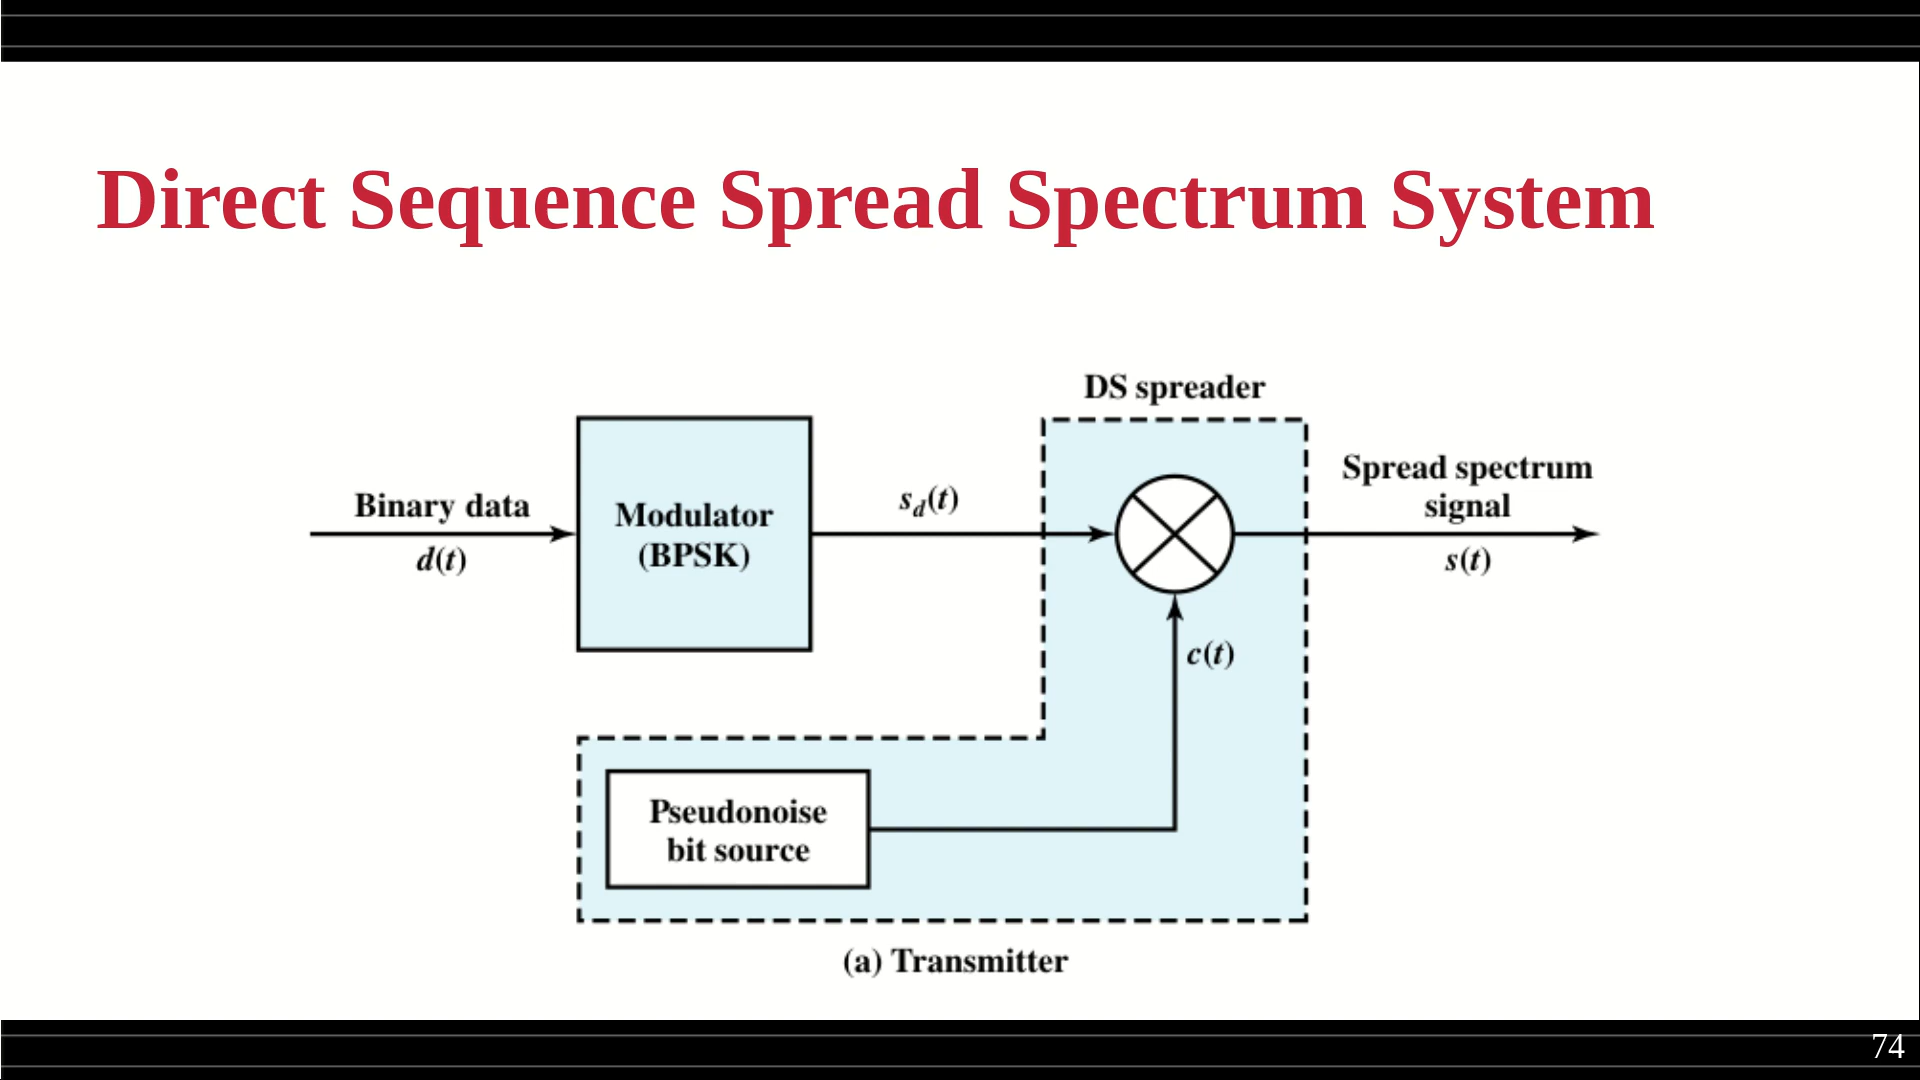 Direct Sequence Spread Spectrum System
DS spreader
Spread spectrum
signal
s(t)
Binary data
d(t)
Modulator
(BPSK)
s_d(t)
c(t)
Pseudonoise
bit source
(a) Transmitter
74